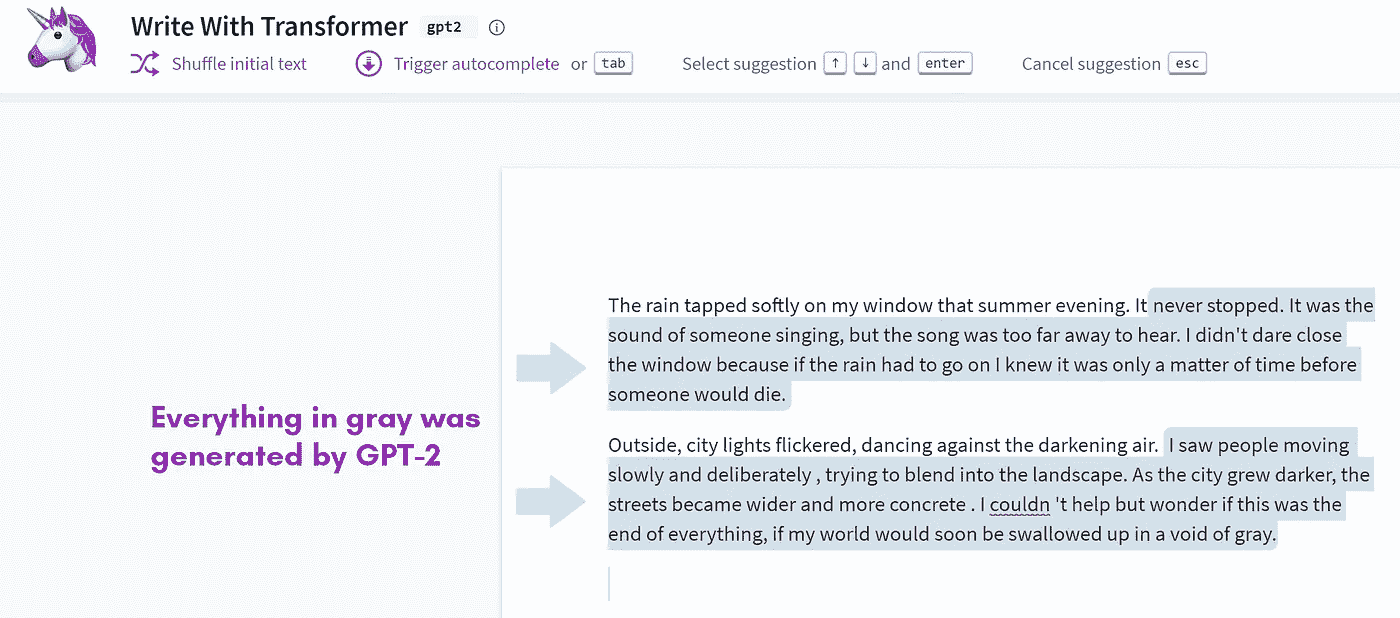 Write With Transformer gpt2 ⓘ
Shuffle initial text Trigger autocomplete or tab Select suggestion ↑ ↓ and enter Cancel suggestion esc
The rain tapped softly on my window that summer evening. It never stopped. It was the
sound of someone singing, but the song was too far away to hear. I didn't dare close
the window because if the rain had to go on I knew it was only a matter of time before
someone would die.
Everything in gray was
generated by GPT-2
Outside, city lights flickered, dancing against the darkening air. I saw people moving
slowly and deliberately , trying to blend into the landscape. As the city grew darker, the
streets became wider and more concrete . I couldn 't help but wonder if this was the
end of everything, if my world would soon be swallowed up in a void of gray.